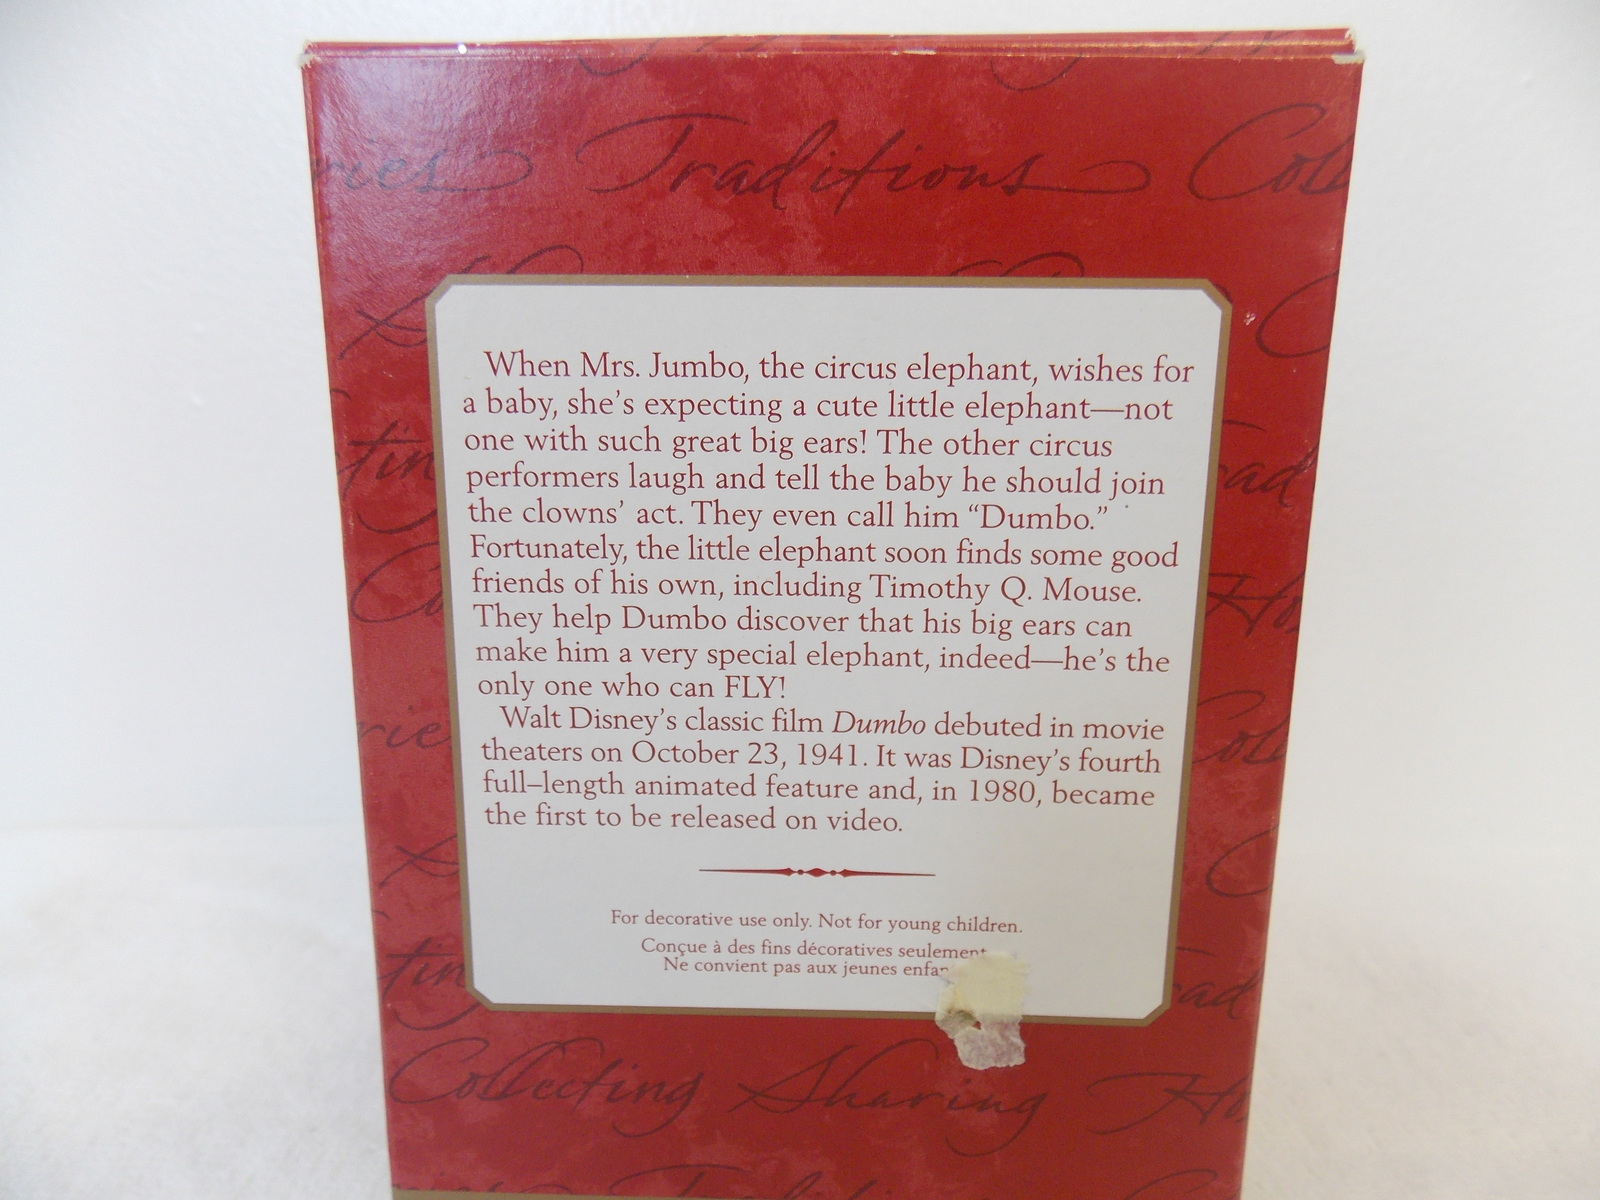 ries Traditions Coll
When Mrs. Jumbo, the circus elephant, wishes for
a baby, she's expecting a cute little elephant—not
one with such great big ears! The other circus
performers laugh and tell the baby he should join
the clowns' act. They even call him “Dumbo.”
Fortunately, the little elephant soon finds some good
friends of his own, including Timothy Q. Mouse.
They help Dumbo discover that his big ears can
make him a very special elephant, indeed—he's the
only one who can FLY!
Walt Disney's classic film Dumbo debuted in movie
theaters on October 23, 1941. It was Disney's fourth
full–length animated feature and, in 1980, became
the first to be released on video.
For decorative use only. Not for young children.
Conçue à des fins décoratives seulement
Ne convient pas aux jeunes enfan
Collecting Sharing Ho